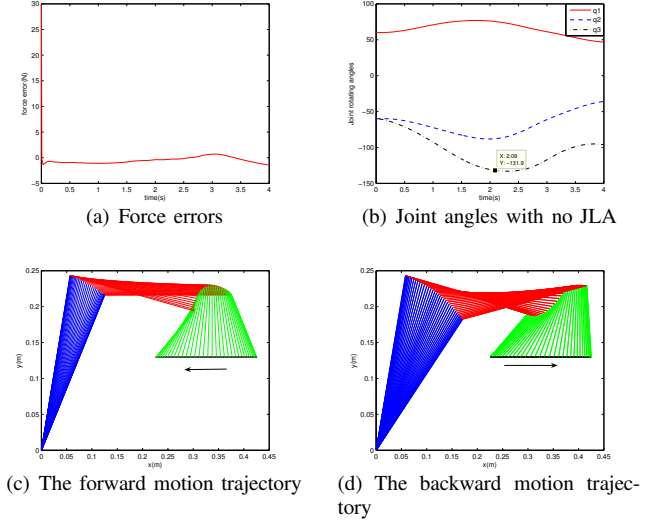 30
25
20
15
10
5
0
−5
force error(N)
0 0.5 1 1.5 2 2.5 3 3.5 4
time(s)
(a) Force errors
100
50
0
−50
−100
−150
Joint rotating angles
q1
q2
q3
X: 2.09
Y: −131.9
0 0.5 1 1.5 2 2.5 3 3.5 4
time(s)
(b) Joint angles with no JLA
0.25
0.2
0.15
0.1
0.05
0
y(m)
0 0.05 0.1 0.15 0.2 0.25 0.3 0.35 0.4 0.45
x(m)
(c) The forward motion trajectory
0.25
0.2
0.15
0.1
0.05
0
y(m)
0 0.05 0.1 0.15 0.2 0.25 0.3 0.35 0.4 0.45
x(m)
(d) The backward motion trajec-
tory